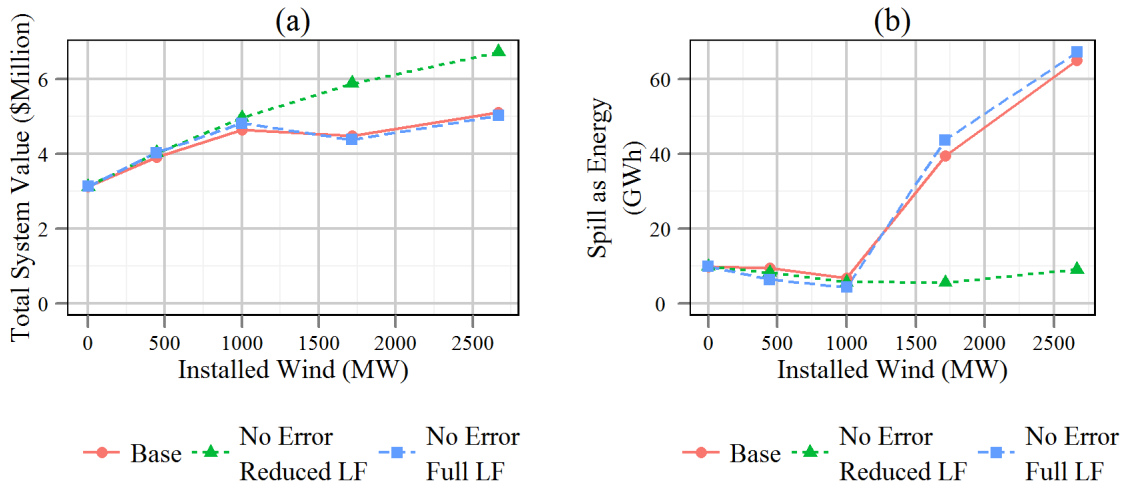 (a)
Total System Value ($Million)
6
4
2
0
0 500 1000 1500 2000 2500
Installed Wind (MW)
Base
No Error
Reduced LF
No Error
Full LF
(b)
Spill as Energy
(GWh)
60
40
20
0
0 500 1000 1500 2000 2500
Installed Wind (MW)
Base
No Error
Reduced LF
No Error
Full LF